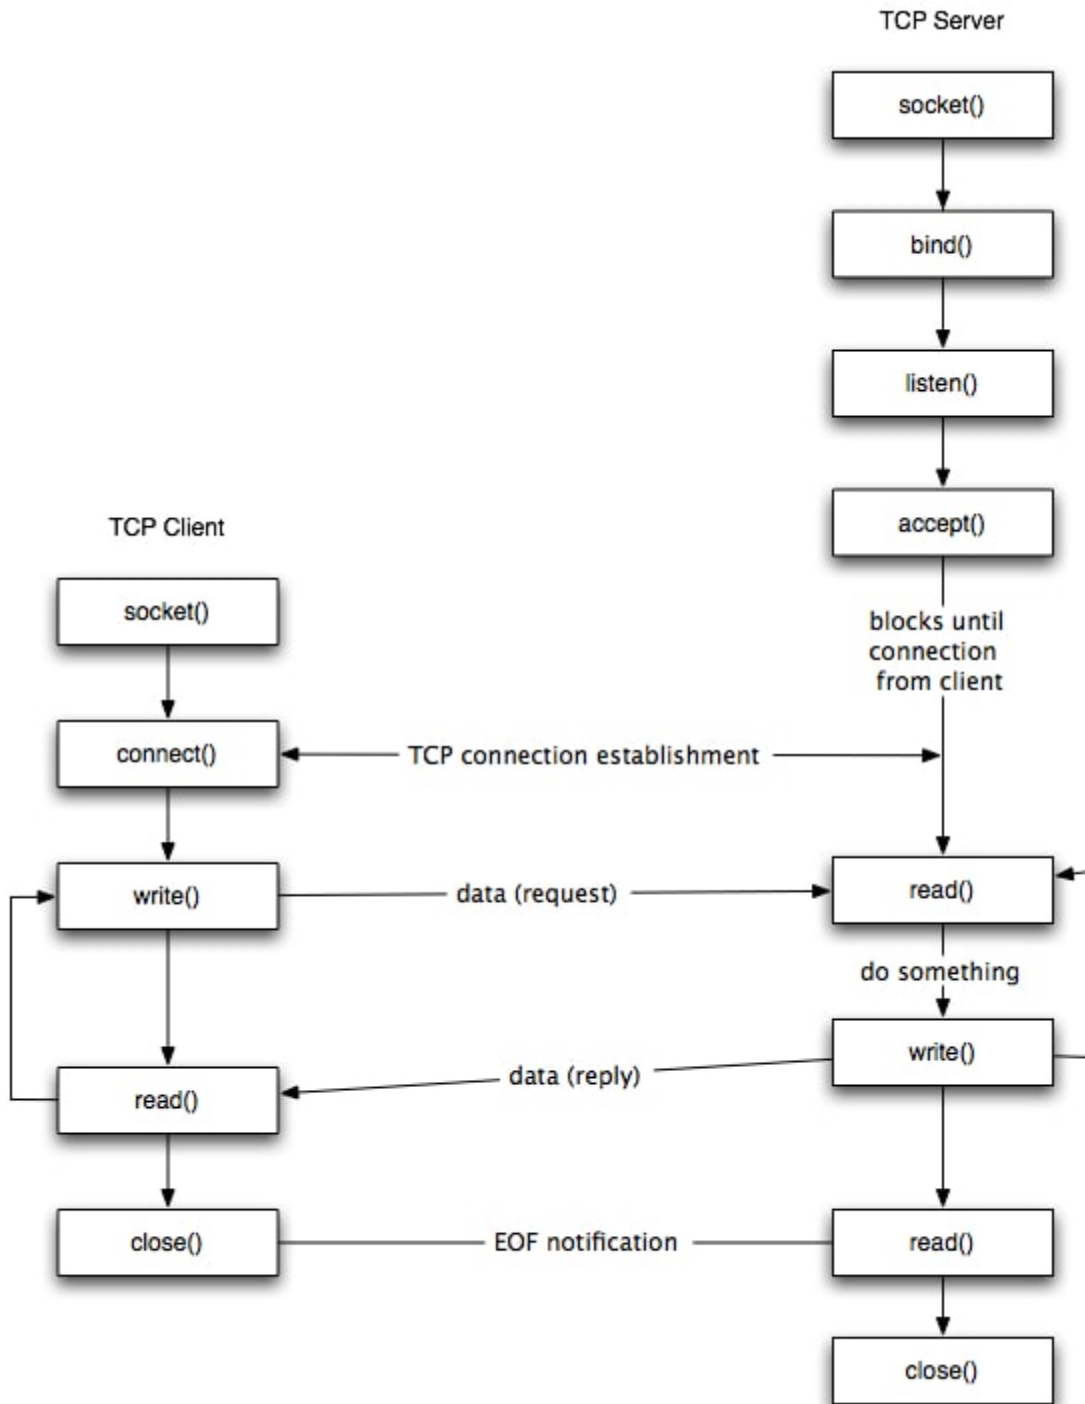 TCP Server
socket()
bind()
listen()
accept()
blocks until
connection
from client
TCP Client
socket()
connect()
TCP connection establishment
write()
data (request)
read()
do something
write()
data (reply)
read()
close()
EOF notification
read()
close()